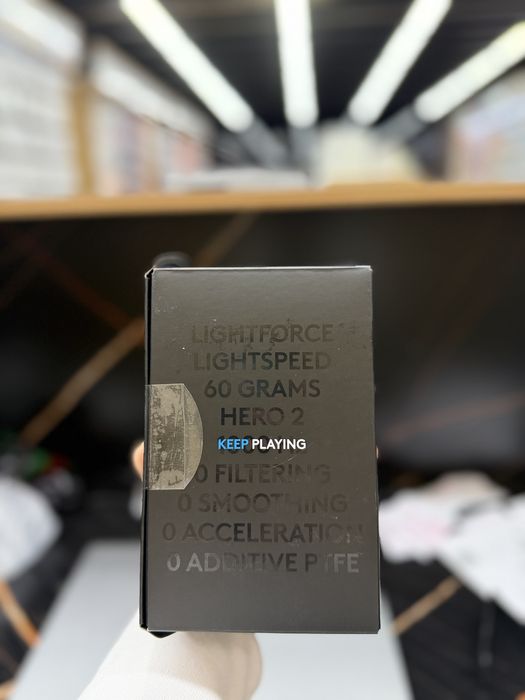 LIGHTFORCE
LIGHTSPEED
60 GRAMS
HERO 2
KEEP PLAYING
0 FILTERING
0 SMOOTHING
0 ACCELERATION
0 ADDITIVE PTFE